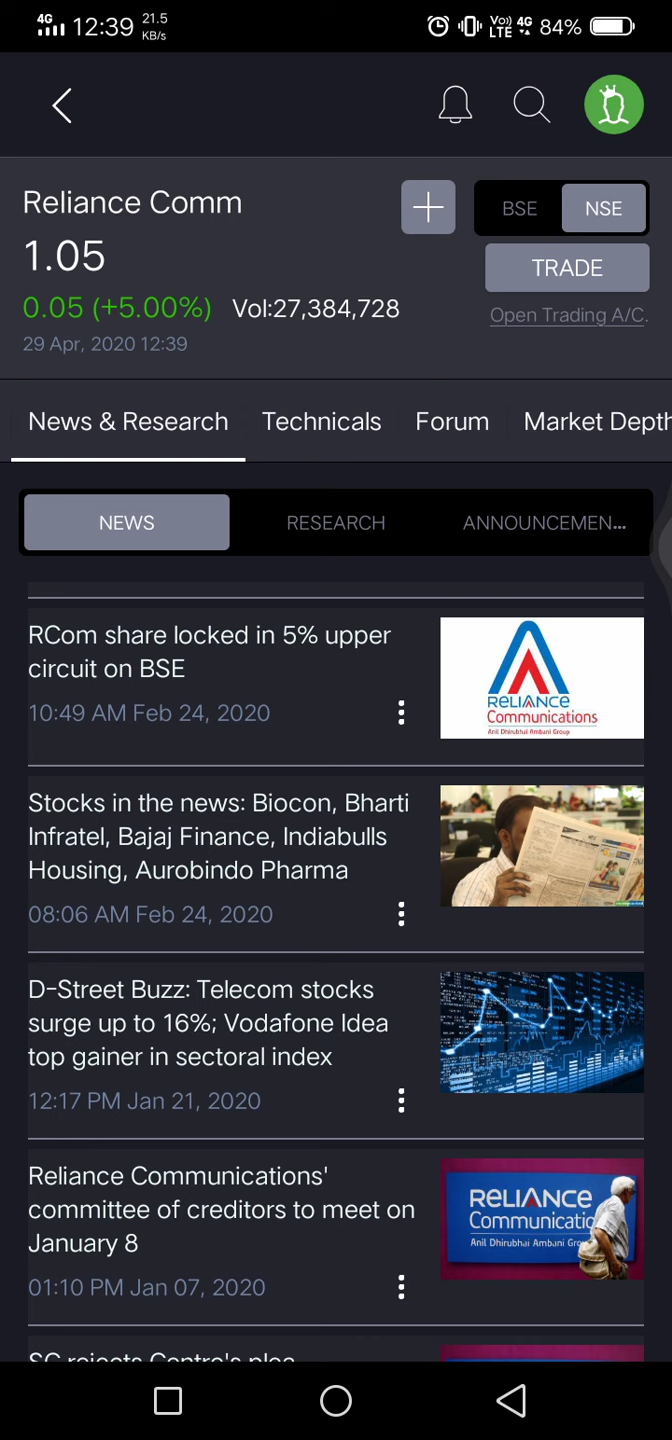 4G 12:39 21.5 KB/s Vo)) LTE 4G 84%
Reliance Comm
BSE NSE
1.05
TRADE
0.05 (+5.00%) Vol:27,384,728
Open Trading A/C.
29 Apr, 2020 12:39
News & Research Technicals Forum Market Depth
NEWS RESEARCH ANNOUNCEMEN...
RCom share locked in 5% upper
circuit on BSE
10:49 AM Feb 24, 2020
RELIANCE
Communications
Anil Dhirubhai Ambani Group
Stocks in the news: Biocon, Bharti
Infratel, Bajaj Finance, Indiabulls
Housing, Aurobindo Pharma
08:06 AM Feb 24, 2020
D-Street Buzz: Telecom stocks
surge up to 16%; Vodafone Idea
top gainer in sectoral index
12:17 PM Jan 21, 2020
Reliance Communications'
committee of creditors to meet on
January 8
01:10 PM Jan 07, 2020
RELIANCE
Communicatio
Anil Dhirubhai Ambani Grou
SC rejects Centre's plea